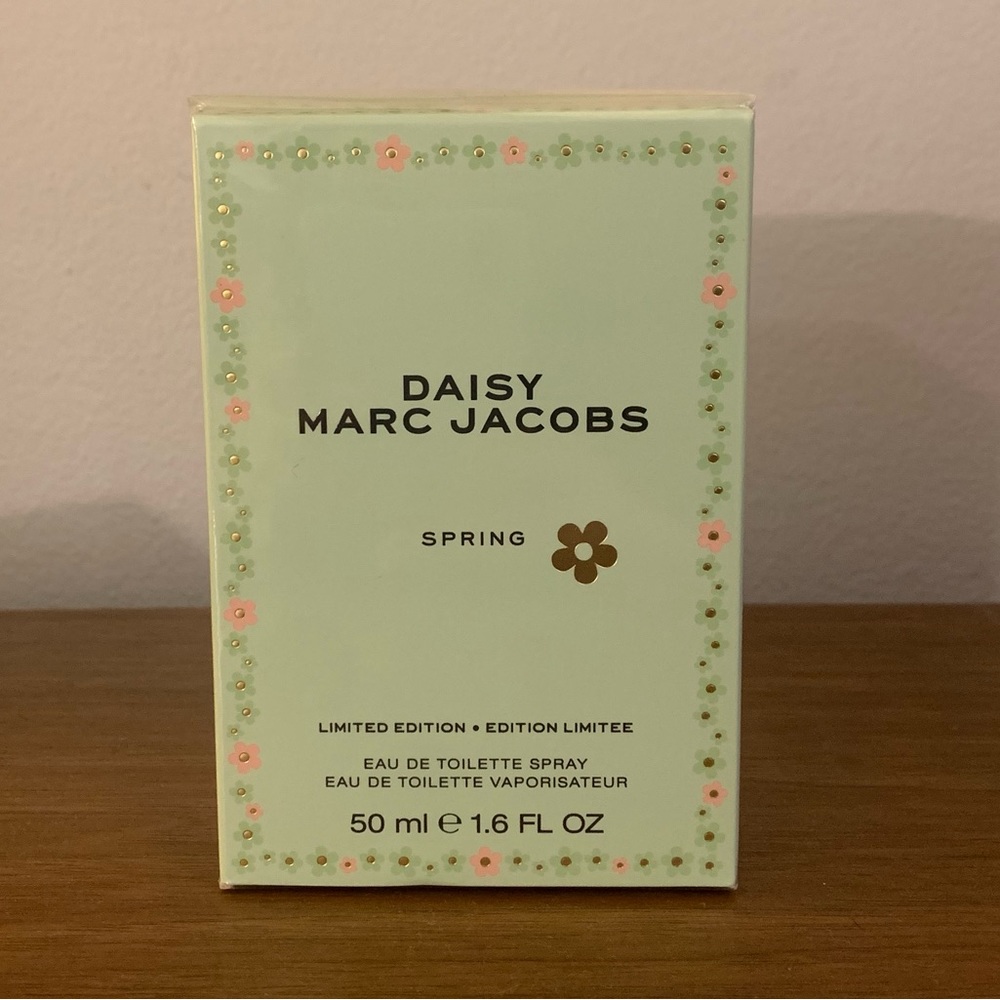 DAISY
MARC JACOBS
SPRING
LIMITED EDITION • EDITION LIMITEE
EAU DE TOILETTE SPRAY
EAU DE TOILETTE VAPORISATEUR
50 ml ℮ 1.6 FL OZ